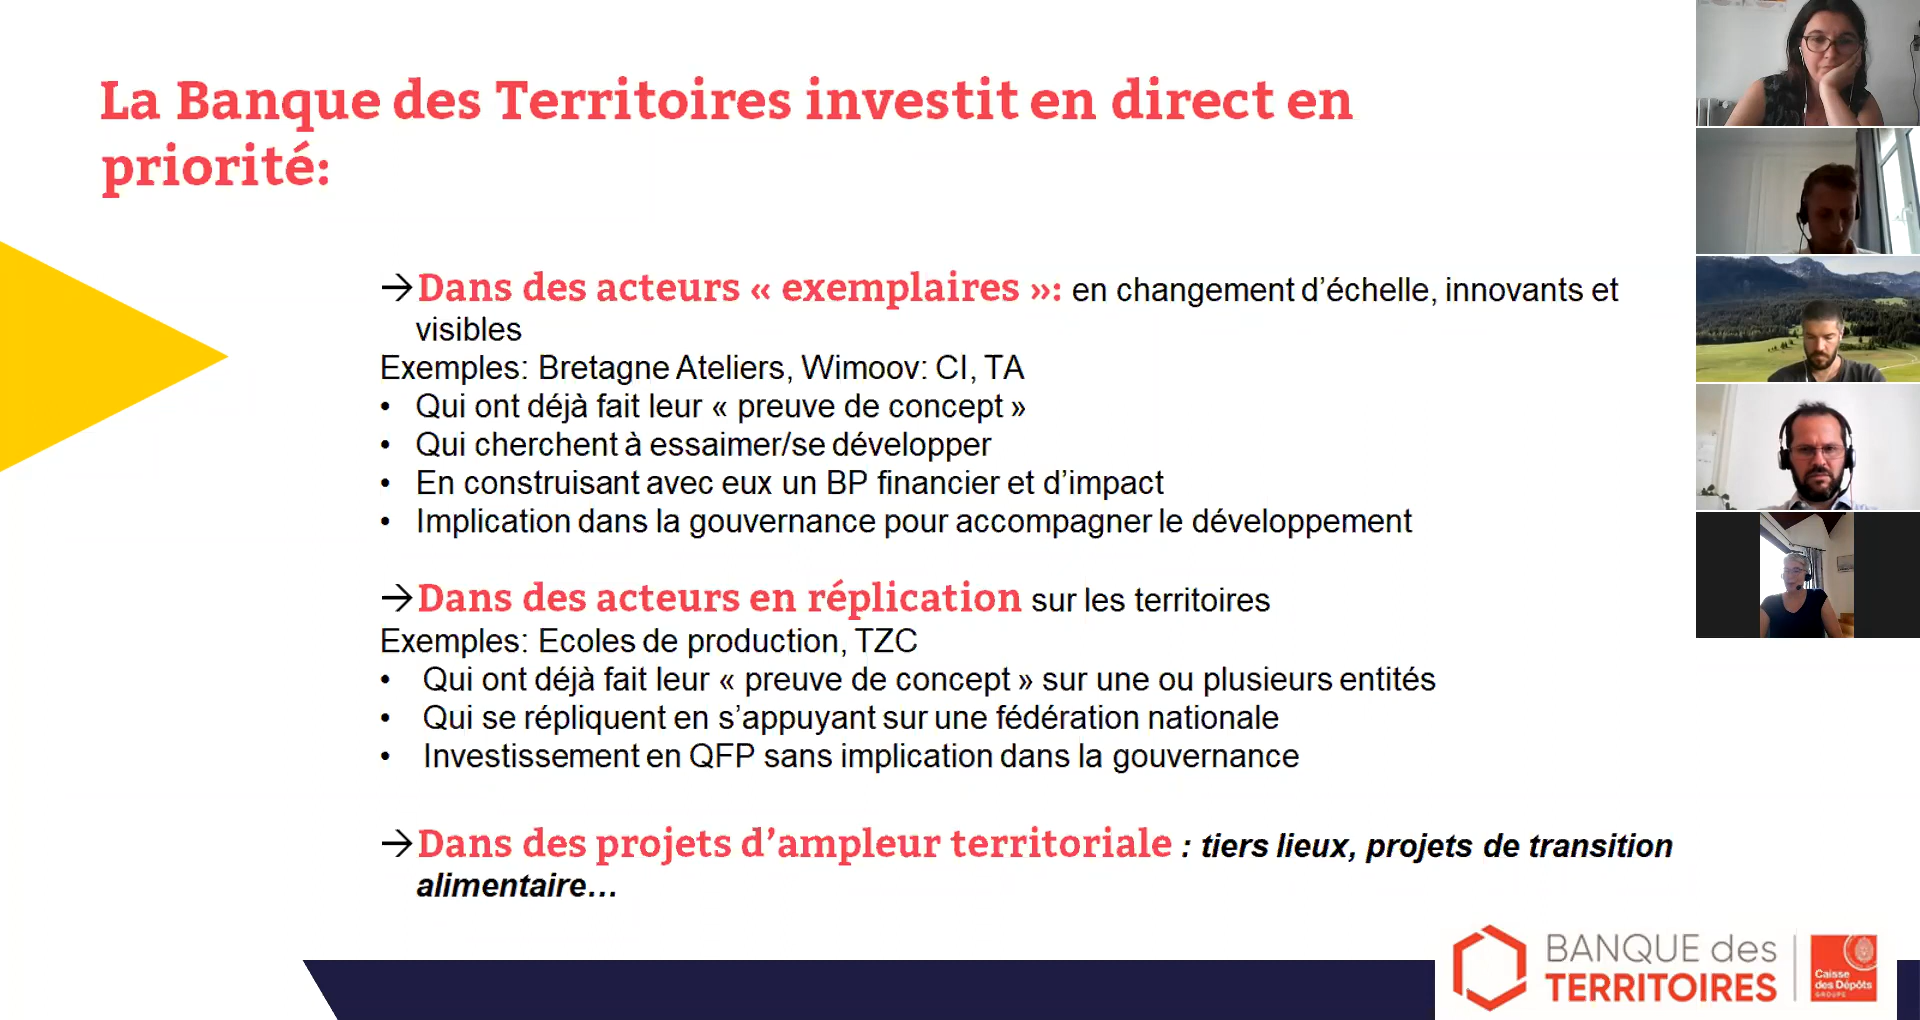 La Banque des Territoires investit en direct en
priorité:
→Dans des acteurs « exemplaires »: en changement d’échelle, innovants et
visibles
Exemples: Bretagne Ateliers, Wimoov: CI, TA
• Qui ont déjà fait leur « preuve de concept »
• Qui cherchent à essaimer/se développer
• En construisant avec eux un BP financier et d’impact
• Implication dans la gouvernance pour accompagner le développement
→Dans des acteurs en réplication sur les territoires
Exemples: Ecoles de production, TZC
• Qui ont déjà fait leur « preuve de concept » sur une ou plusieurs entités
• Qui se répliquent en s’appuyant sur une fédération nationale
• Investissement en QFP sans implication dans la gouvernance
→Dans des projets d’ampleur territoriale : tiers lieux, projets de transition
alimentaire…
BANQUE des
TERRITOIRES
Caisse
des Dépôts
GROUPE